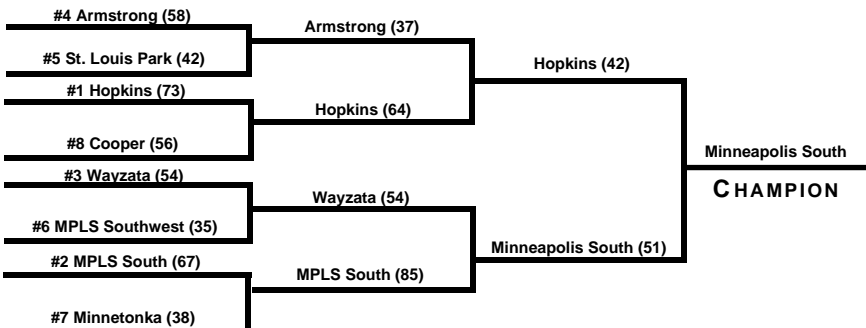 #4 Armstrong (58)
Armstrong (37)
#5 St. Louis Park (42)
Hopkins (42)
#1 Hopkins (73)
Hopkins (64)
#8 Cooper (56)
Minneapolis South
CHAMPION
#3 Wayzata (54)
Wayzata (54)
#6 MPLS Southwest (35)
Minneapolis South (51)
#2 MPLS South (67)
MPLS South (85)
#7 Minnetonka (38)